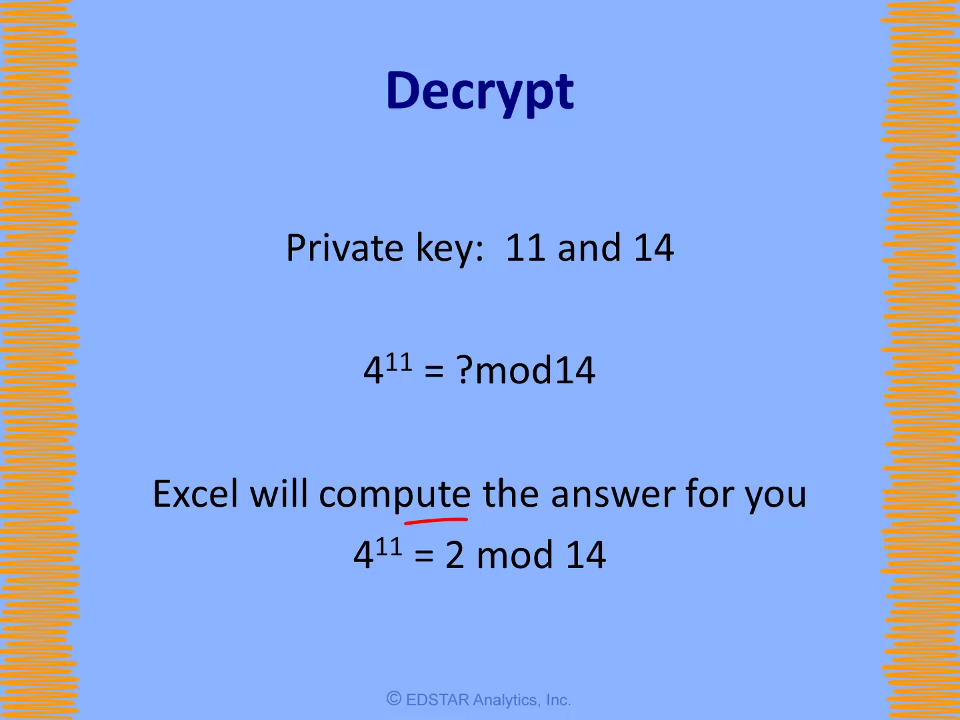 Decrypt
Private key: 11 and 14
4¹¹ = ?mod14
Excel will compute the answer for you
4¹¹ = 2 mod 14
© EDSTAR Analytics, Inc.